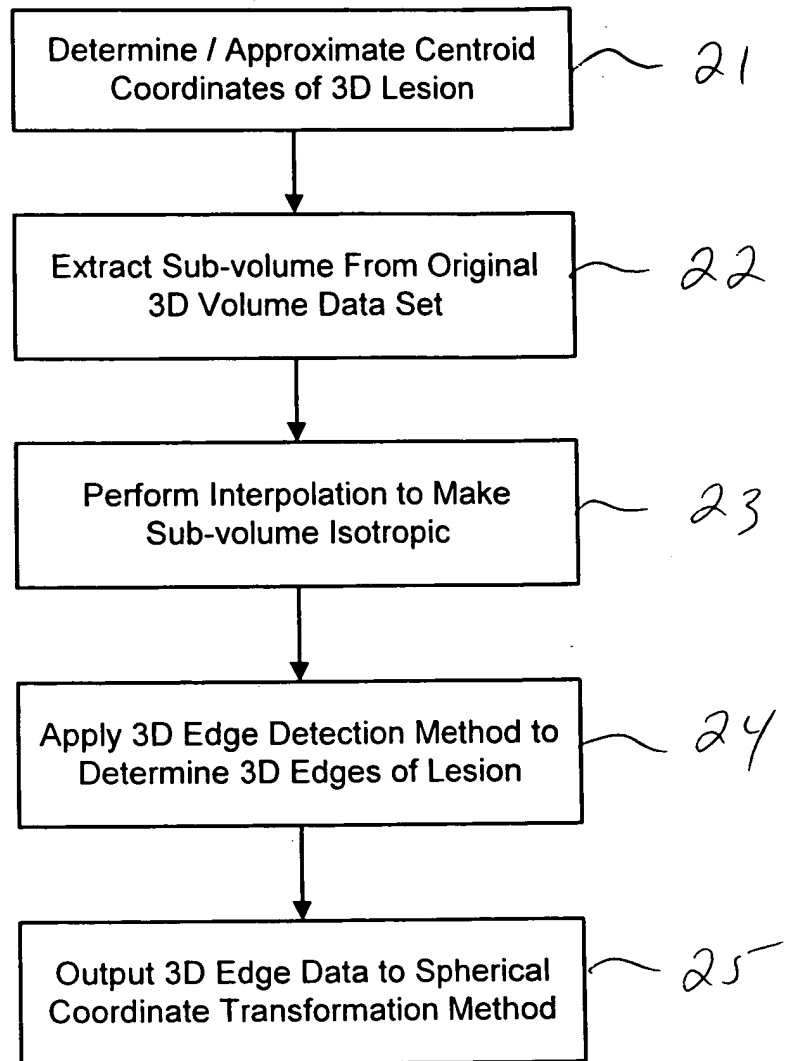 Determine / Approximate Centroid
Coordinates of 3D Lesion
21
Extract Sub-volume From Original
3D Volume Data Set
22
Perform Interpolation to Make
Sub-volume Isotropic
23
Apply 3D Edge Detection Method to
Determine 3D Edges of Lesion
24
Output 3D Edge Data to Spherical
Coordinate Transformation Method
25